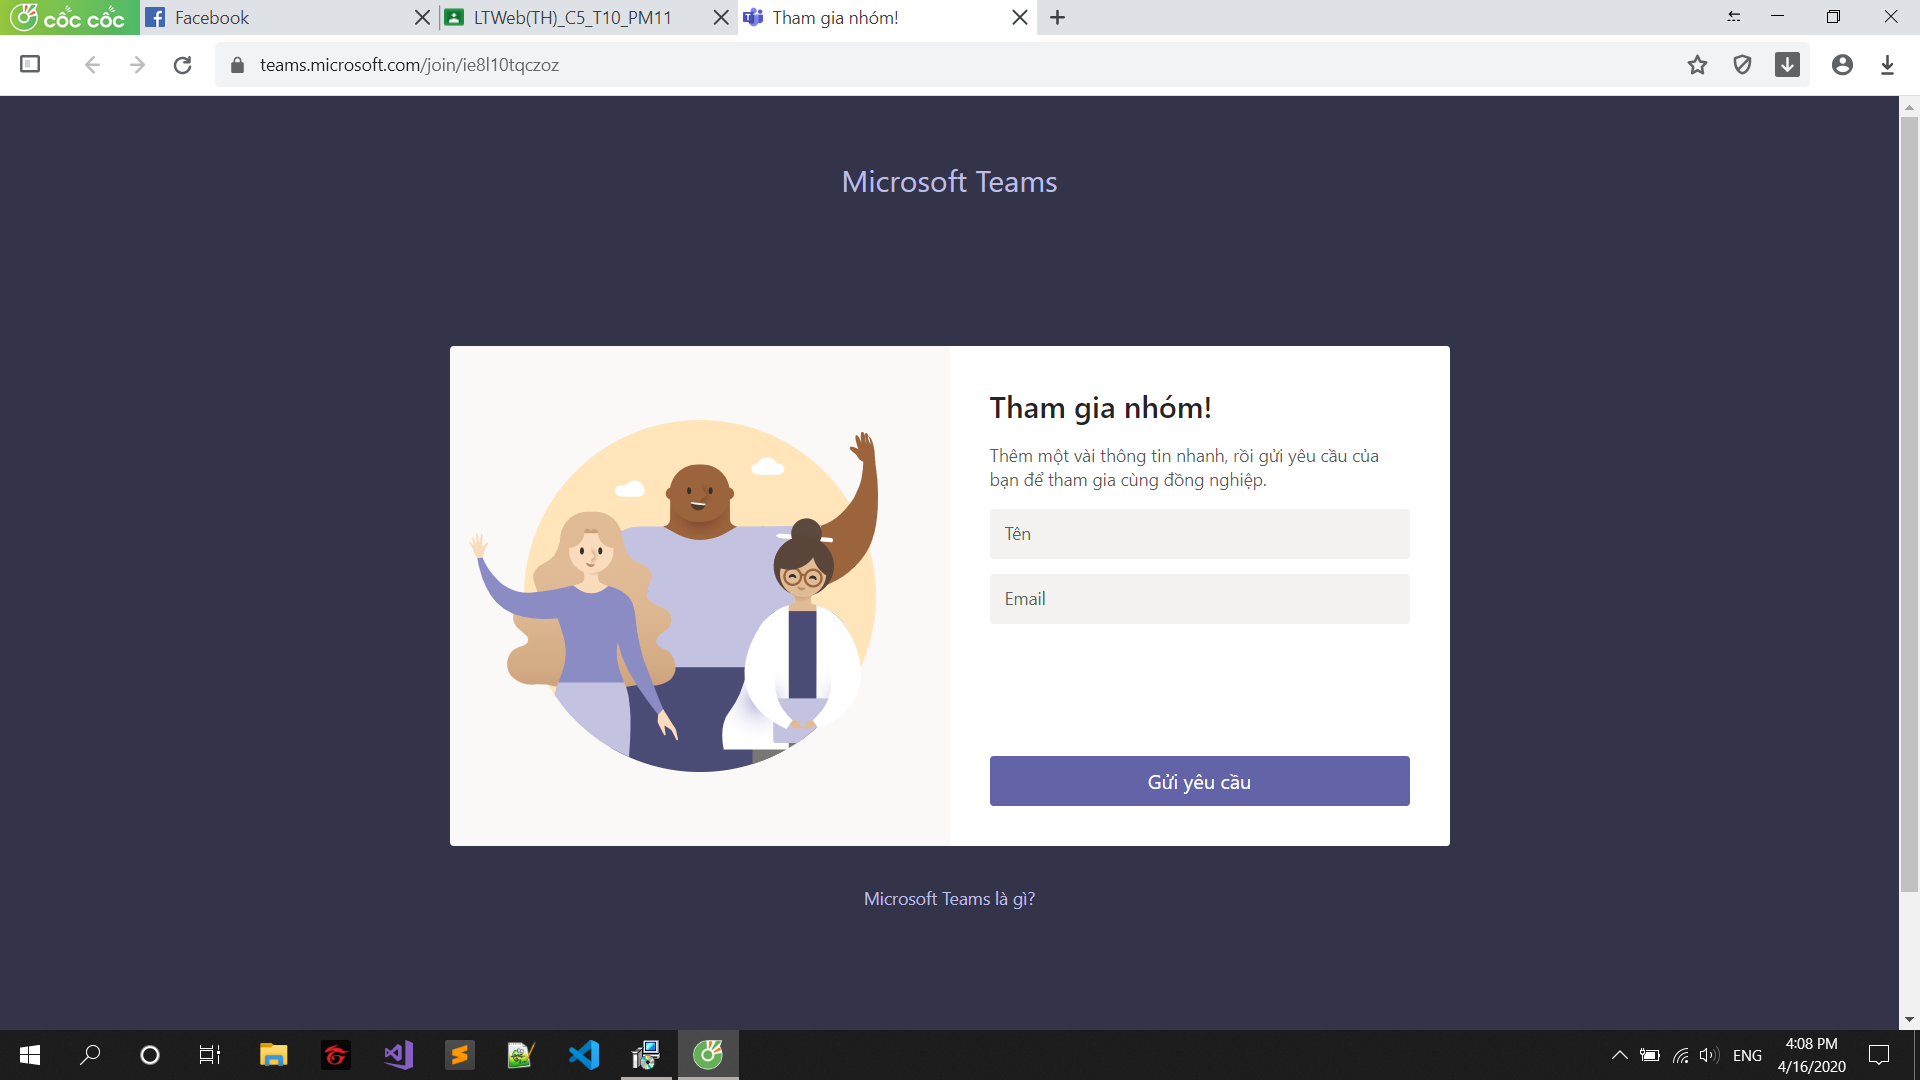 cốc cốc
Facebook
LTWeb(TH)_C5_T10_PM11
Tham gia nhóm!
teams.microsoft.com/join/ie8l10tqczoz
Microsoft Teams
Tham gia nhóm!
Thêm một vài thông tin nhanh, rồi gửi yêu cầu của
bạn để tham gia cùng đồng nghiệp.
Tên
Email
Gửi yêu cầu
Microsoft Teams là gì?
ENG
4:08 PM
4/16/2020